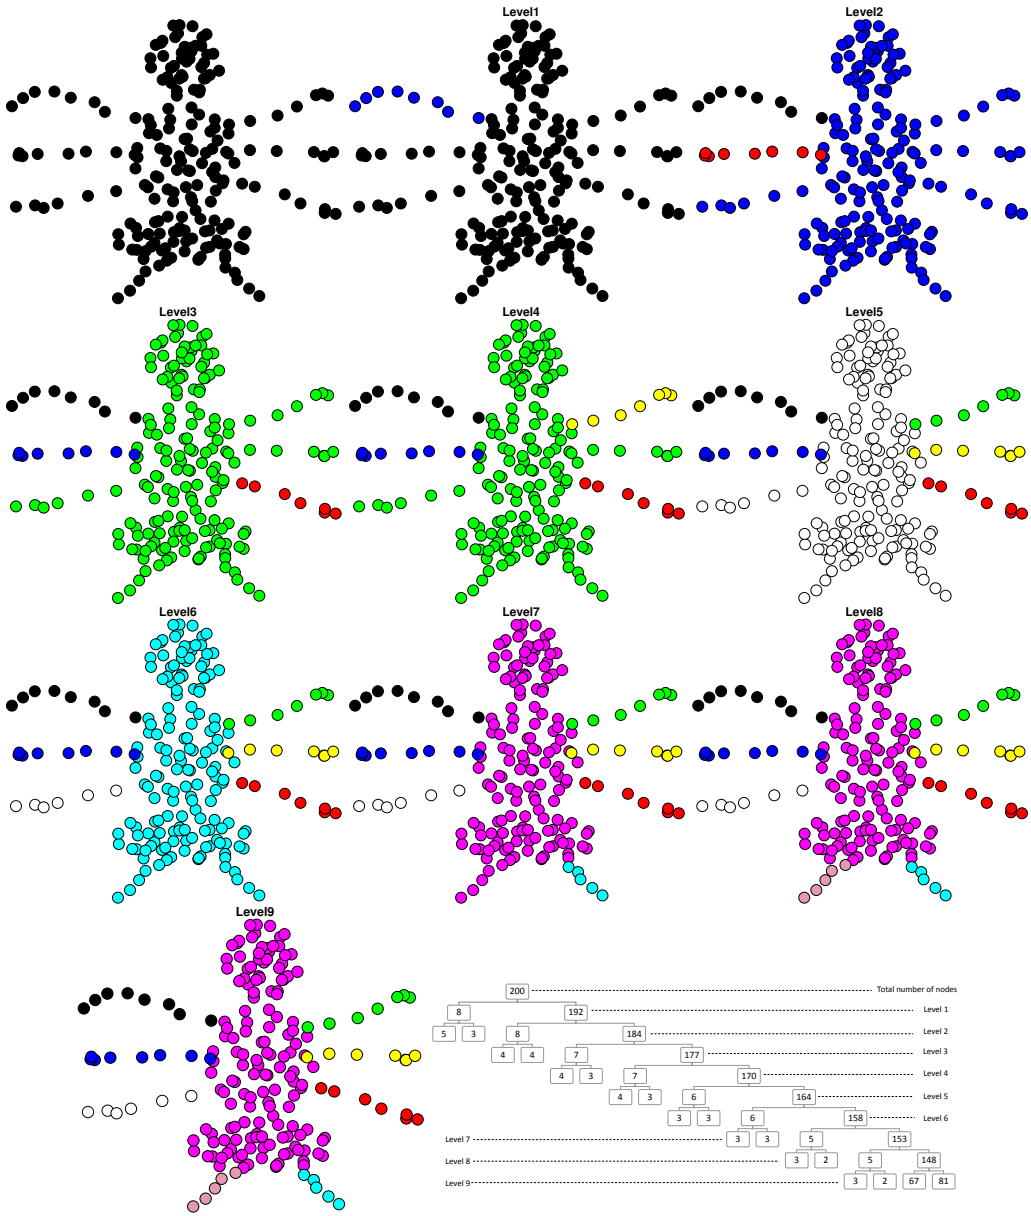 Level1
Level2
Level3
Level4
Level5
Level6
Level7
Level8
Level9
200 Total number of nodes
8 192 Level 1
5 3 8 184 Level 2
4 4 7 177 Level 3
4 3 7 170 Level 4
4 3 6 164 Level 5
3 3 6 158 Level 6
Level 7 3 3 5 153
Level 8 3 2 5 148
Level 9 3 2 67 81